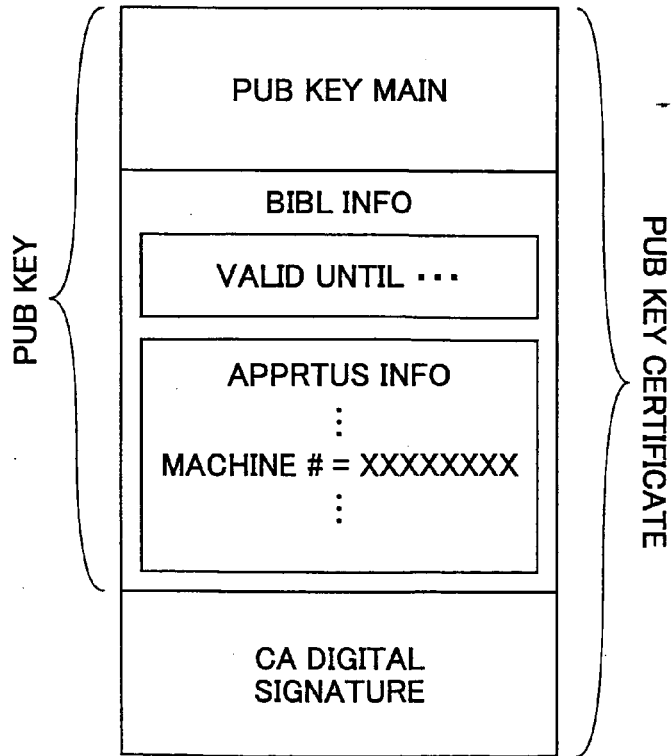 PUB KEY MAIN
BIBL INFO
VALID UNTIL ···
APPRTUS INFO
⋮
MACHINE # = XXXXXXXX
⋮
CA DIGITAL
SIGNATURE
PUB KEY
PUB KEY CERTIFICATE